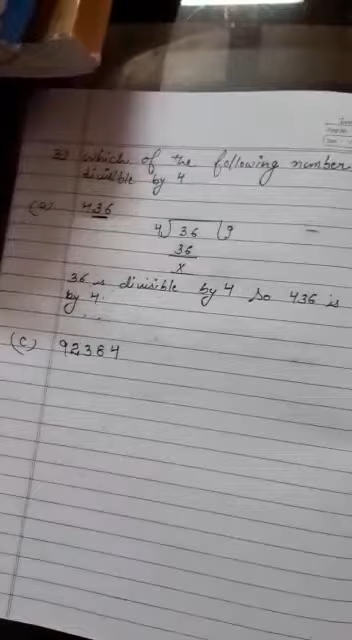 3) which of the following number
divisible by 4
(a) 436
4) 36 (9
36
x
36 is divisible by 4 so 436 is
by 4.
(c) 92364